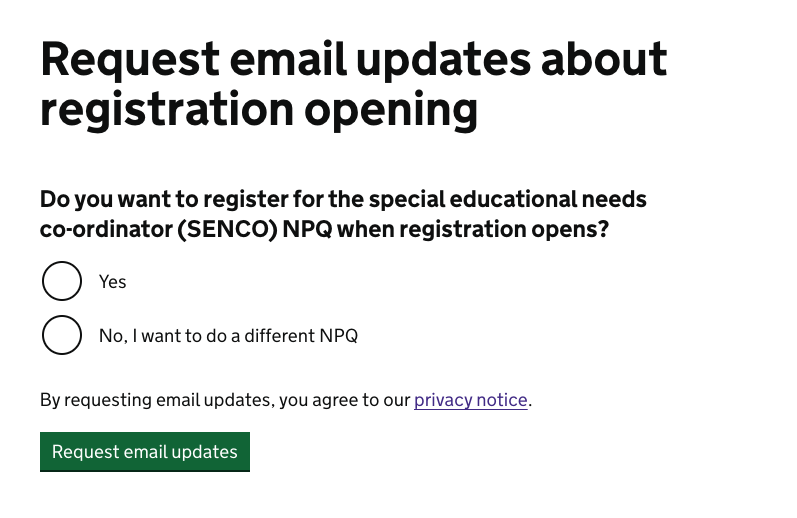 Request email updates about
registration opening
Do you want to register for the special educational needs
co-ordinator (SENCO) NPQ when registration opens?
Yes
No, I want to do a different NPQ
By requesting email updates, you agree to our privacy notice.
Request email updates